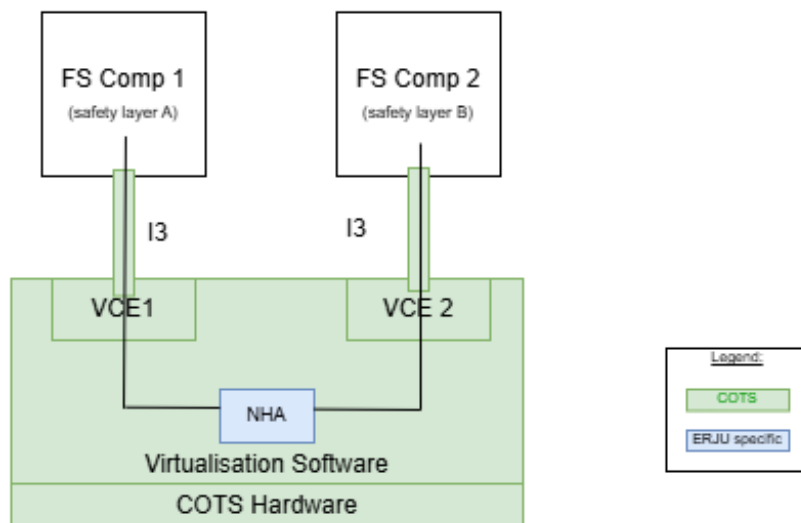 FS Comp 1
(safety layer A)
FS Comp 2
(safety layer B)
I3
I3
VCE1
VCE 2
NHA
Virtualisation Software
COTS Hardware
Legend:
COTS
ERJU specific